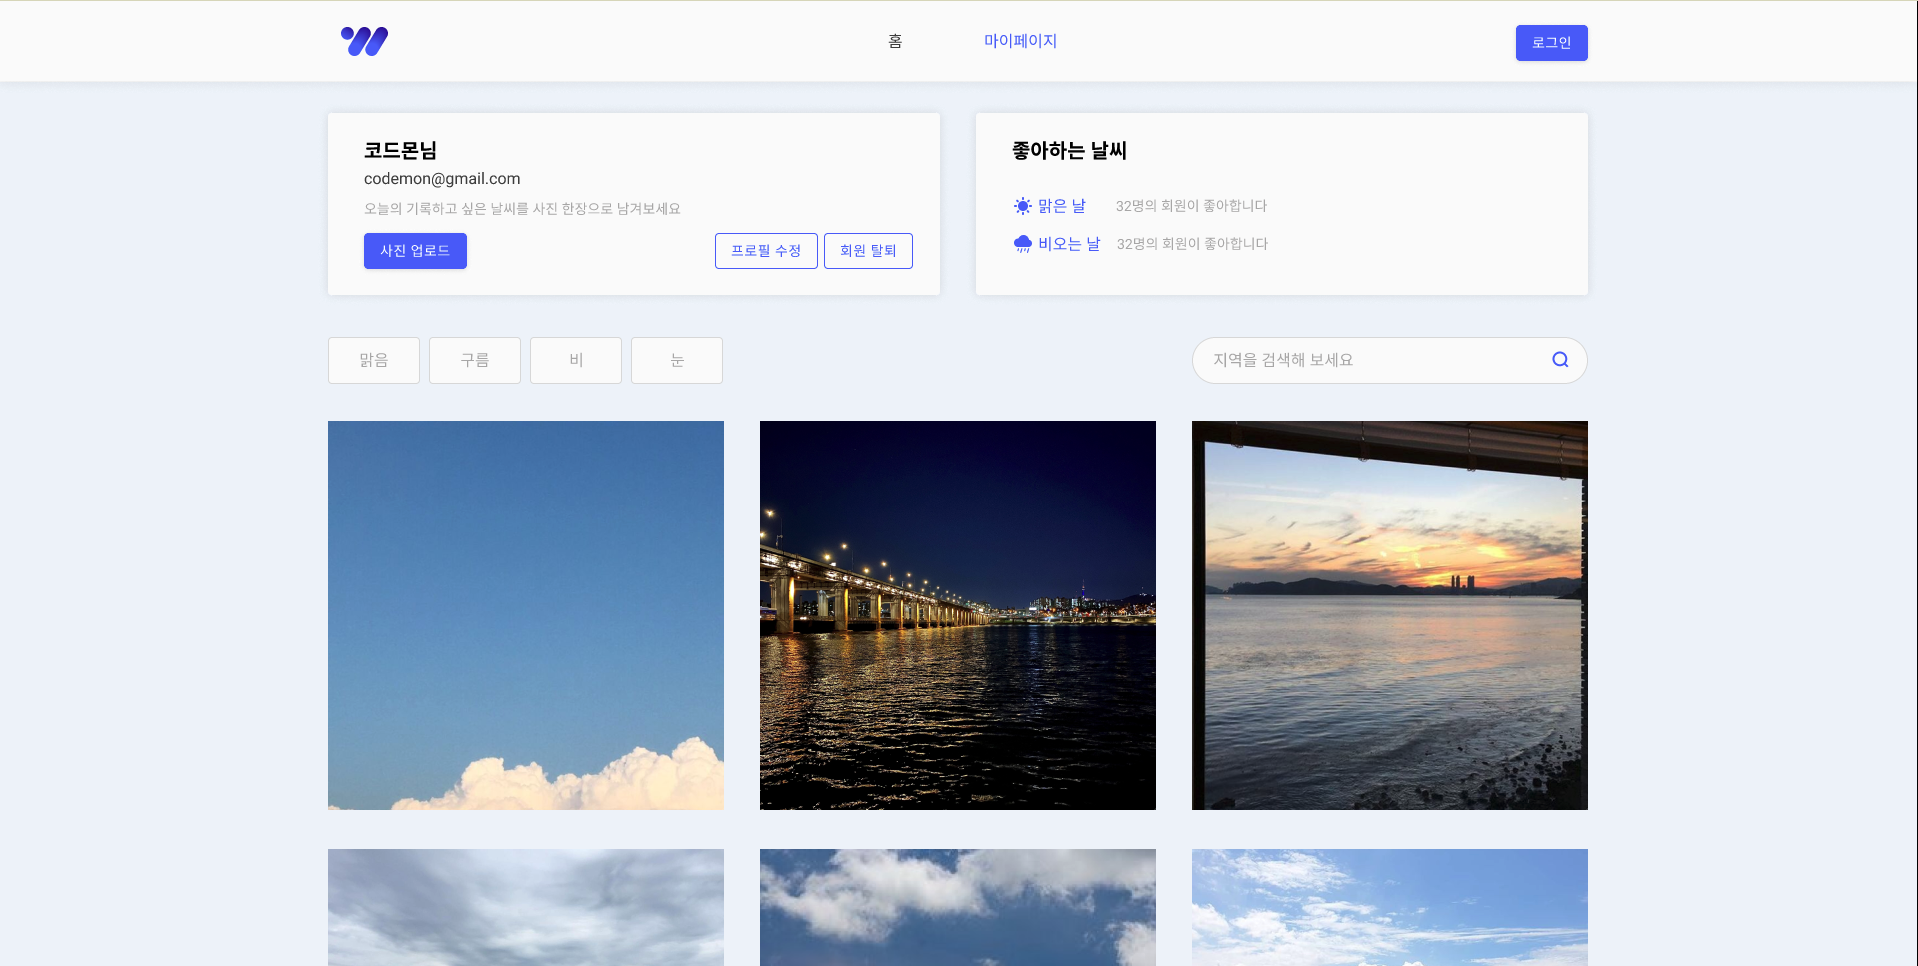 홈
마이페이지
로그인
코드몬님
codemon@gmail.com
오늘의 기록하고 싶은 날씨를 사진 한장으로 남겨보세요
사진 업로드
프로필 수정
회원 탈퇴
좋아하는 날씨
맑은 날 32명의 회원이 좋아합니다
비오는 날 32명의 회원이 좋아합니다
맑음
구름
비
눈
지역을 검색해 보세요